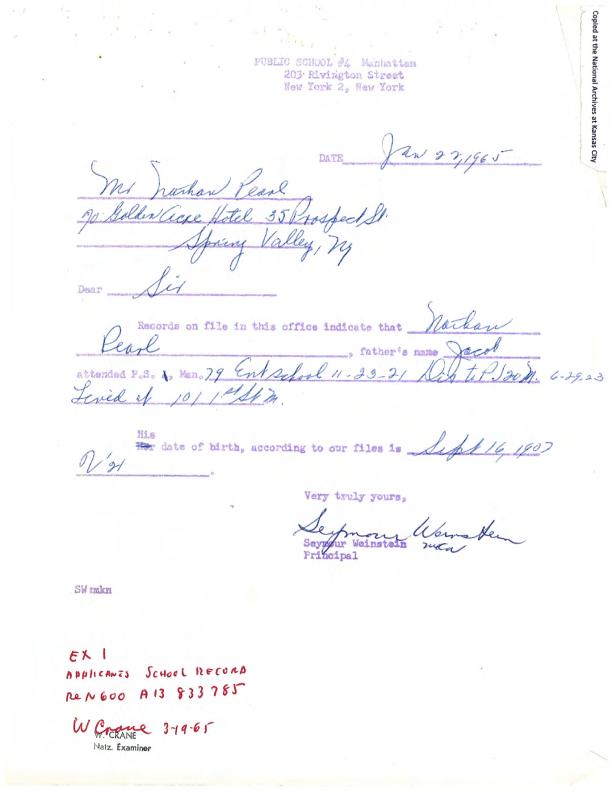 Copied at the National Archives at Kansas City
PUBLIC SCHOOL #4 Manhattan
203 Rivington Street
New York 2, New York
DATE Jan 22, 1965
Mr Nathan Pearl
% Golden Acre Hotel 35 Prospect St.
Spring Valley, Ny
Dear Sir
Records on file in this office indicate that Nathan
Pearl, father's name Jacob
attended P.S. Man. 79 Ent school 11-23-21 Dis to P.S 20 M. 6-29-23
Lived at 101 1st St M.
His
Her date of birth, according to our files is Sept 16, 1907
.
Very truly yours,
Seymour Weinstein
mkn
Seymour Weinstein
Principal
SW:mkn
EX 1
APPLICANTS SCHOOL RECORD
Re N600 A13 833 785
W Crane 3-19-65
W. CRANE
Natz. Examiner